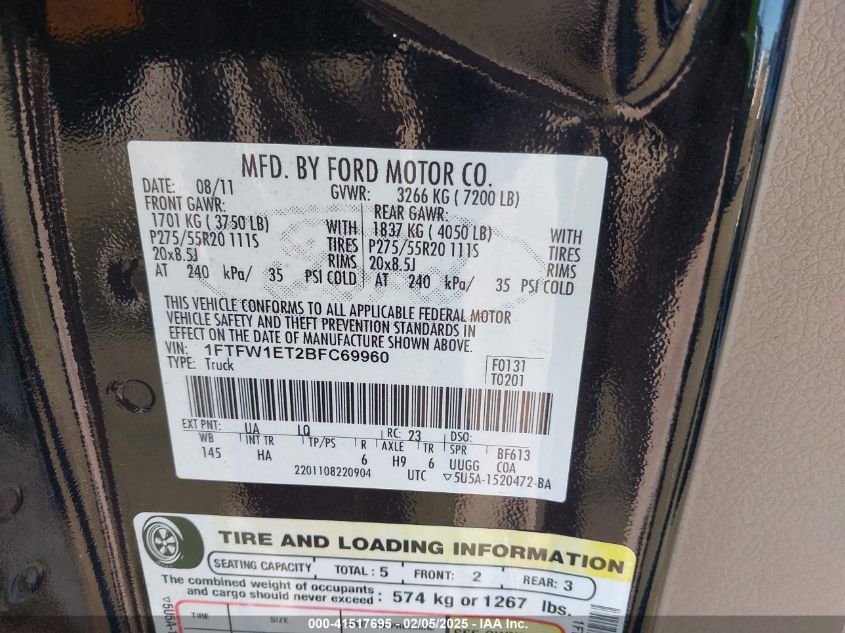 MFD. BY FORD MOTOR CO.
DATE: 08/11 GVWR: 3266 KG ( 7200 LB)
FRONT GAWR: REAR GAWR:
1701 KG ( 3750 LB) WITH 1837 KG ( 4050 LB) WITH
P275/55R20 111S TIRES P275/55R20 111S TIRES
20x8.5J RIMS 20x8.5J RIMS
AT 240 kPa/ 35 PSI COLD AT 240 kPa/ 35 PSI COLD
THIS VEHICLE CONFORMS TO ALL APPLICABLE FEDERAL MOTOR
VEHICLE SAFETY AND THEFT PREVENTION STANDARDS IN
EFFECT ON THE DATE OF MANUFACTURE SHOWN ABOVE.
VIN: 1FTFW1ET2BFC69960
TYPE: Truck
F0131
T0201
EXT PNT: UA LQ RC: 23 DSO:
WB INT TR TP/PS R AXLE TR SPR BF613
145 HA 6 H9 6 UUGG COA
2201108220904 UTC ▽5U5A-1520472-BA
TIRE AND LOADING INFORMATION
SEATING CAPACITY TOTAL : 5 FRONT: 2 REAR: 3
The combined weight of occupants
and cargo should never exceed : 574 kg or 1267 lbs.
TIRE SIZE
▽5U5A-
000-41517695 - 02/05/2025 - IAA Inc.